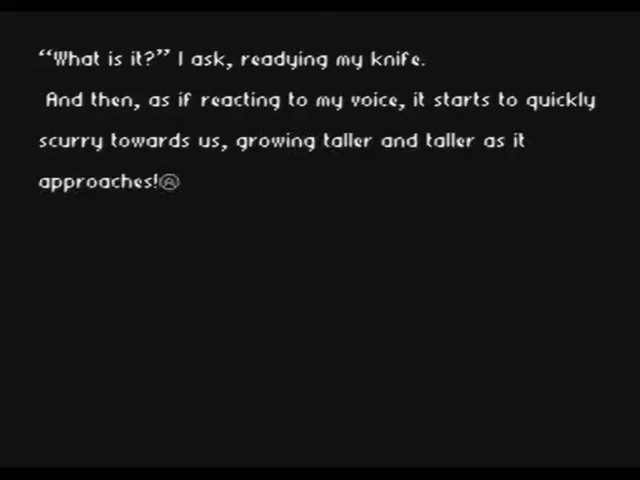 “What is it?” I ask, readying my knife.
And then, as if reacting to my voice, it starts to quickly
scurry towards us, growing taller and taller as it
approaches!Ⓐ